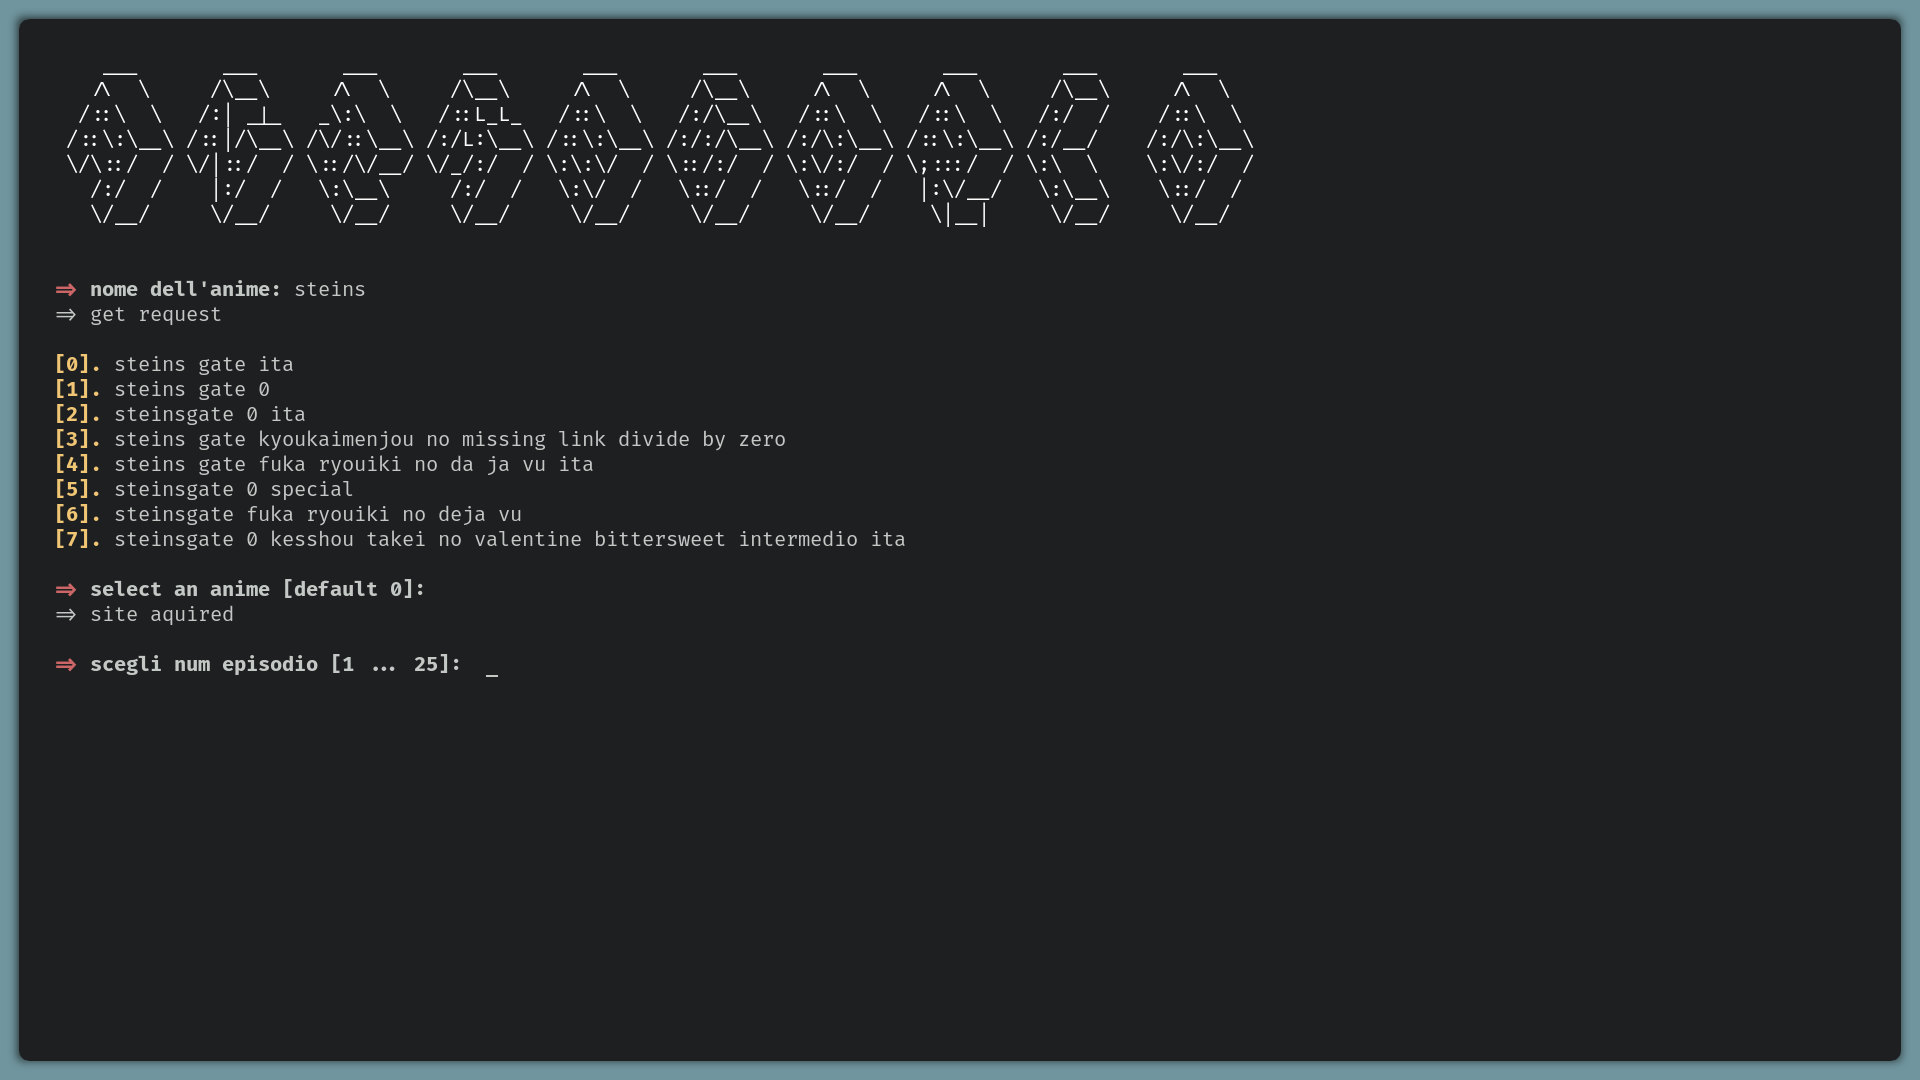 ANIMEWORLD
⇒ nome dell'anime: steins
⇒ get request
[0]. steins gate ita
[1]. steins gate 0
[2]. steinsgate 0 ita
[3]. steins gate kyoukaimenjou no missing link divide by zero
[4]. steins gate fuka ryouiki no da ja vu ita
[5]. steinsgate 0 special
[6]. steinsgate fuka ryouiki no deja vu
[7]. steinsgate 0 kesshou takei no valentine bittersweet intermedio ita
⇒ select an anime [default 0]:
⇒ site aquired
⇒ scegli num episodio [1 ... 25]: _